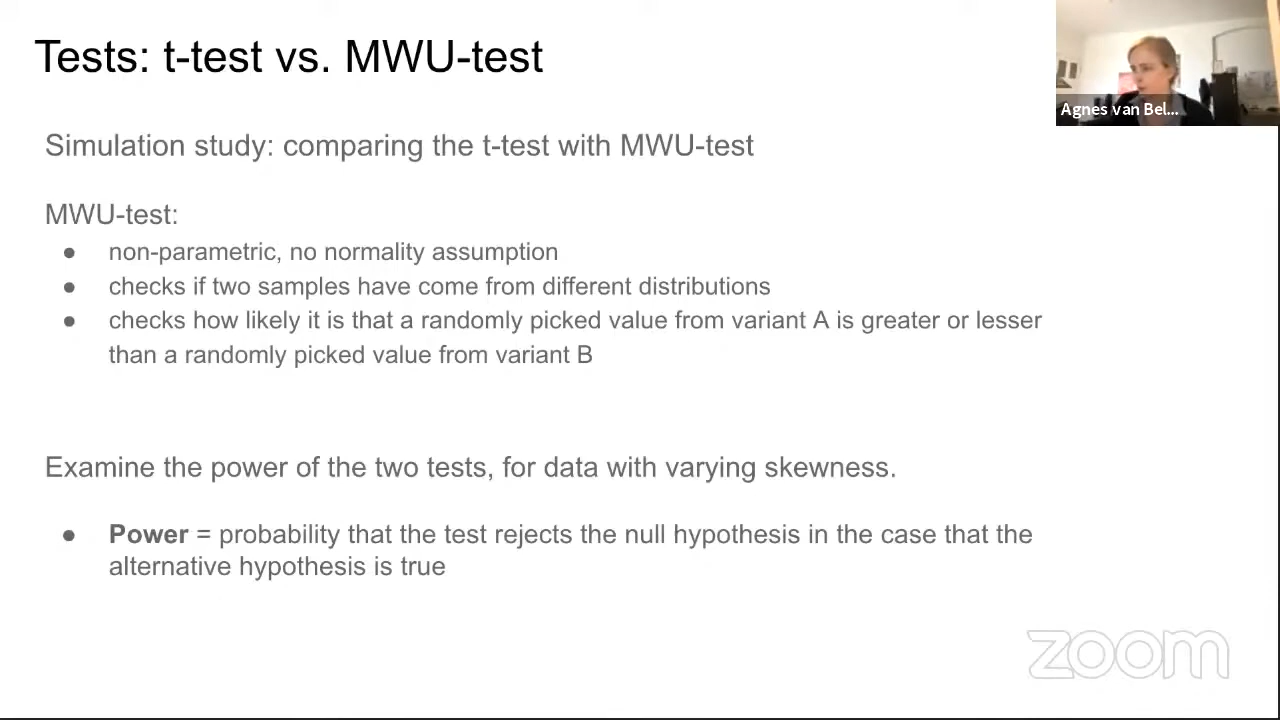 Tests: t-test vs. MWU-test
Agnes van Bel...
Simulation study: comparing the t-test with MWU-test
MWU-test:
● non-parametric, no normality assumption
● checks if two samples have come from different distributions
● checks how likely it is that a randomly picked value from variant A is greater or lesser
than a randomly picked value from variant B
Examine the power of the two tests, for data with varying skewness.
● Power = probability that the test rejects the null hypothesis in the case that the
alternative hypothesis is true
zoom